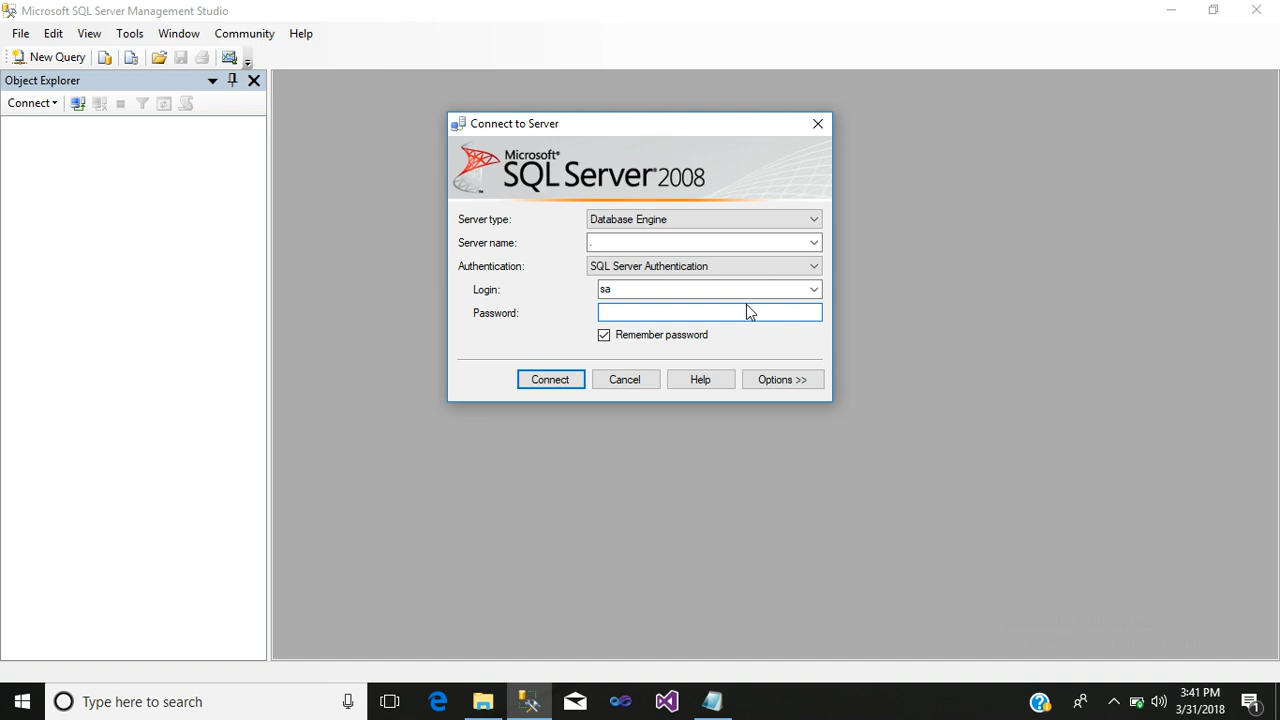 Microsoft SQL Server Management Studio
File Edit View Tools Window Community Help
New Query
Object Explorer
Connect
Connect to Server
Microsoft®
SQL Server 2008
Server type: Database Engine
Server name: .
Authentication: SQL Server Authentication
Login: sa
Password:
Remember password
Connect Cancel Help Options >>
Type here to search
3:41 PM
3/31/2018
1